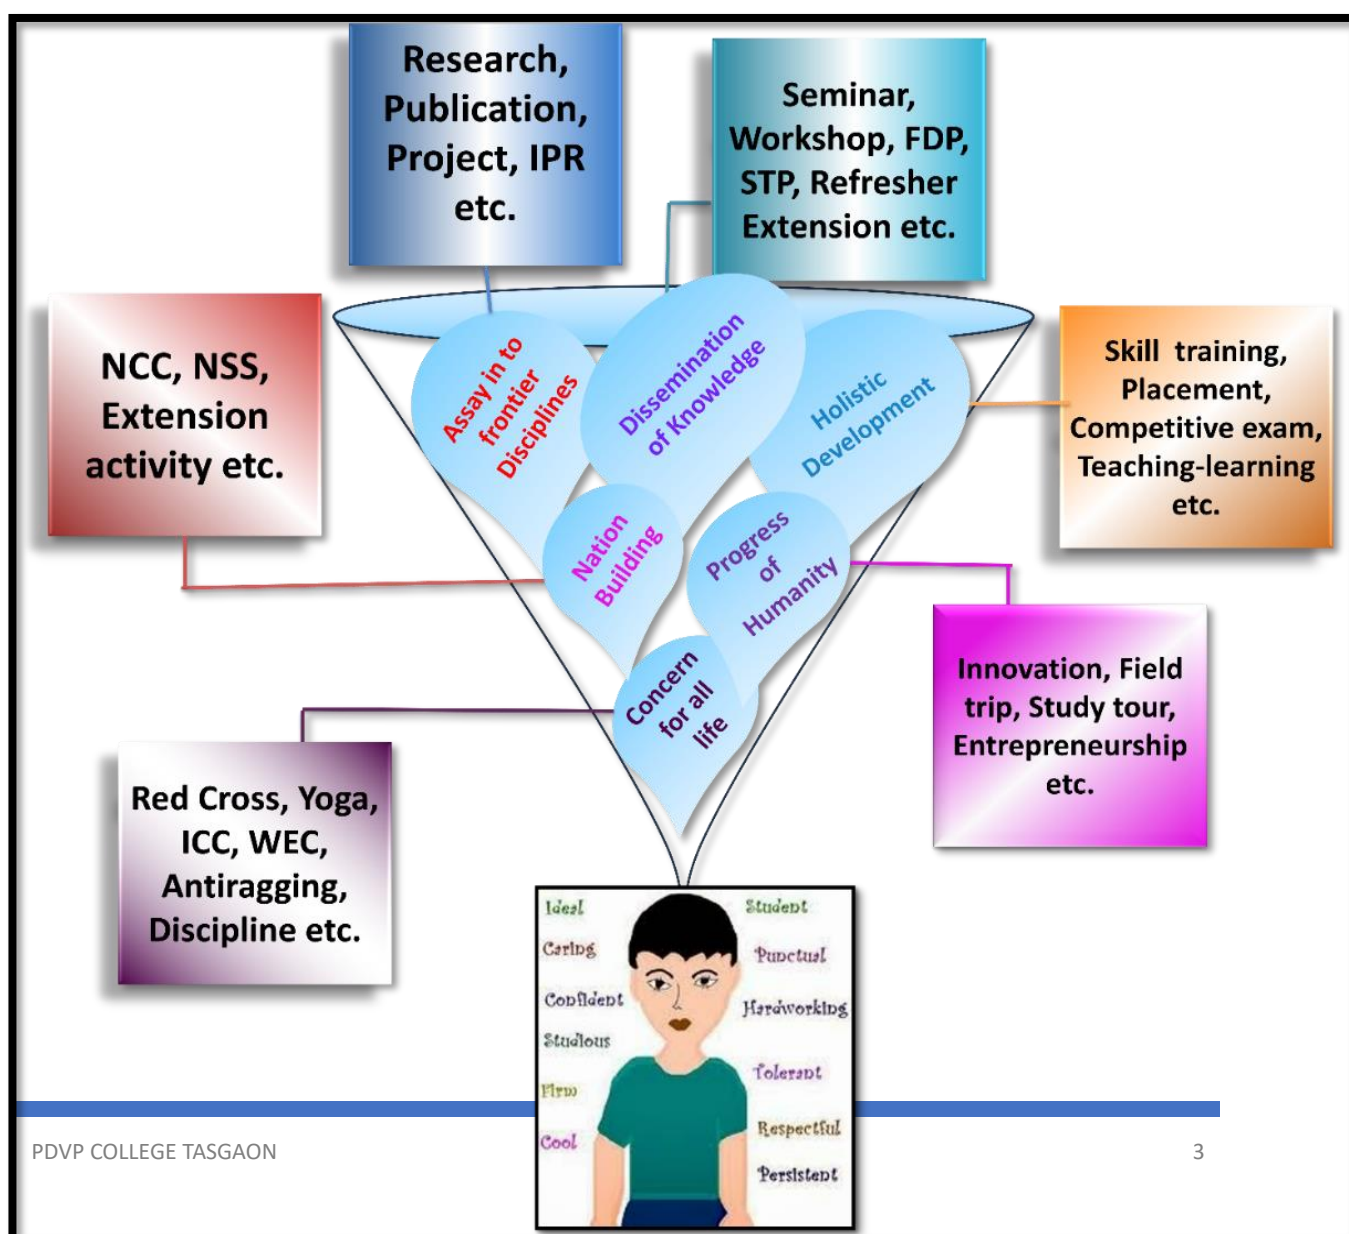 Research,
Publication,
Project, IPR
etc.
Seminar,
Workshop, FDP,
STP, Refresher
Extension etc.
NCC, NSS,
Extension
activity etc.
Skill training,
Placement,
Competitive exam,
Teaching-learning
etc.
Assay in to
frontier
Disciplines
Dissemination
of Knowledge
Holistic
Development
Nation
Building
Progress
of
Humanity
Concern
for all
life
Innovation, Field
trip, Study tour,
Entrepreneurship
etc.
Red Cross, Yoga,
ICC, WEC,
Antiragging,
Discipline etc.
Ideal
Student
Caring
Punctual
Confident
Hardworking
Studious
Tolerant
Firm
Respectful
Cool
Persistent
PDVP COLLEGE TASGAON
3